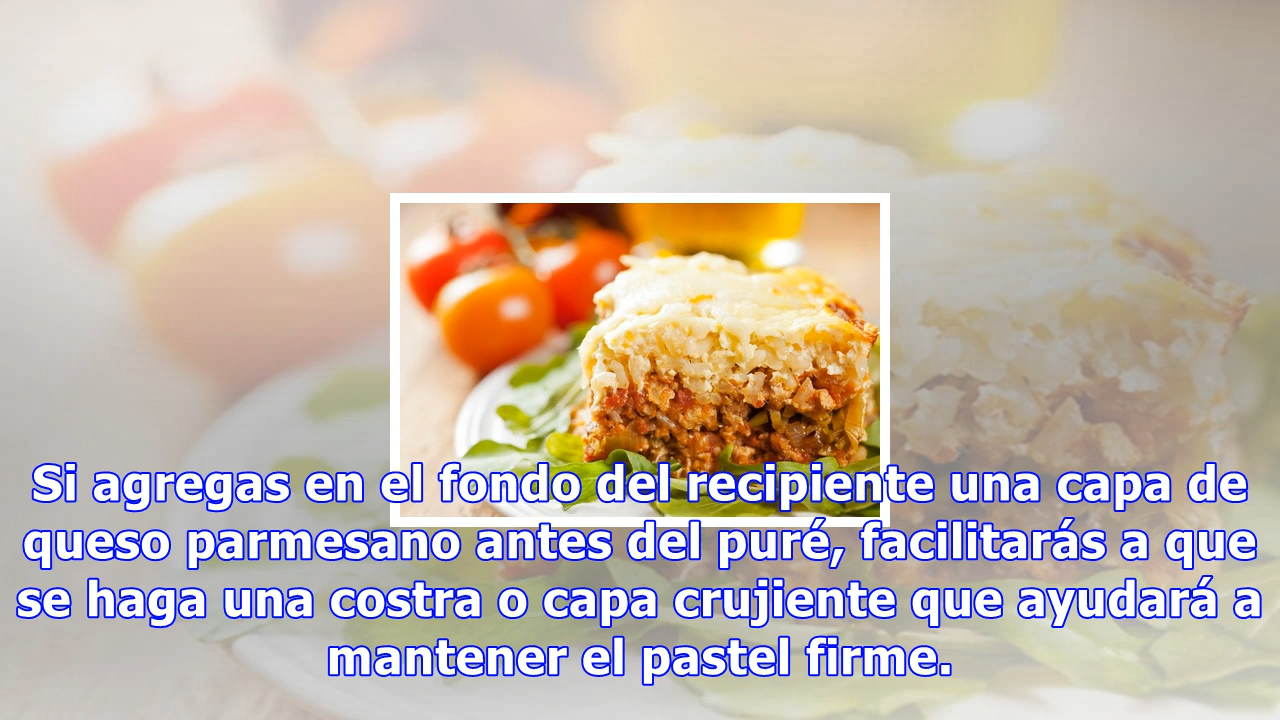 Si agregas en el fondo del recipiente una capa de
queso parmesano antes del puré, facilitarás a que
se haga una costra o capa crujiente que ayudará a
mantener el pastel firme.